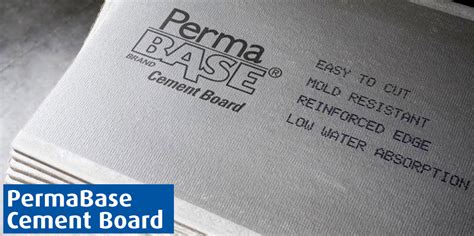 Perma
BASE®
BRAND
Cement Board
EASY TO CUT
MOLD RESISTANT
REINFORCED EDGE
LOW WATER ABSORPTION
PermaBase
Cement Board